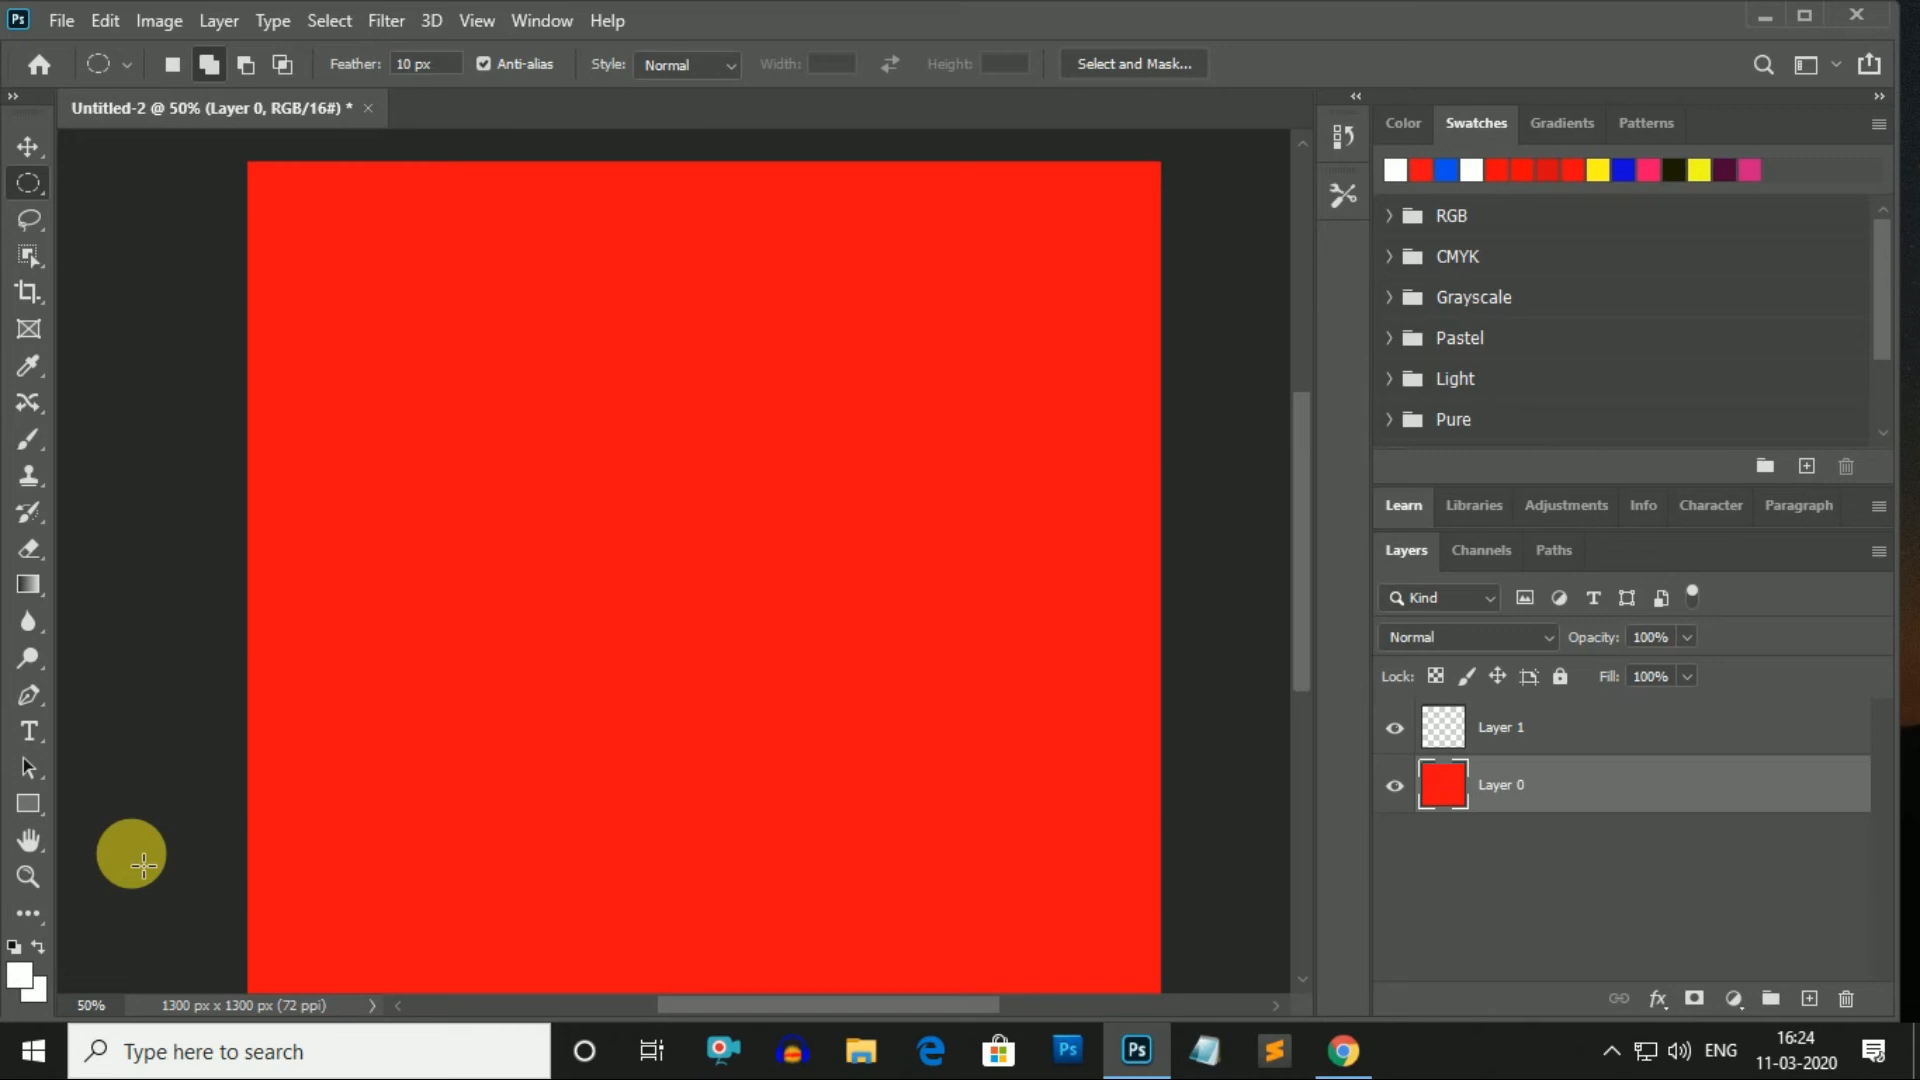 Ps File Edit Image Layer Type Select Filter 3D View Window Help
Feather: 10 px Anti-alias Style: Normal Width: Height: Select and Mask...
Untitled-2 @ 50% (Layer 0, RGB/16#) *
Color Swatches Gradients Patterns
RGB
CMYK
Grayscale
Pastel
Light
Pure
Learn Libraries Adjustments Info Character Paragraph
Layers Channels Paths
Kind
Normal Opacity: 100%
Lock: Fill: 100%
Layer 1
Layer 0
50% 1300 px x 1300 px (72 ppi)
Type here to search
Ps
Ps
ENG
16:24
11-03-2020